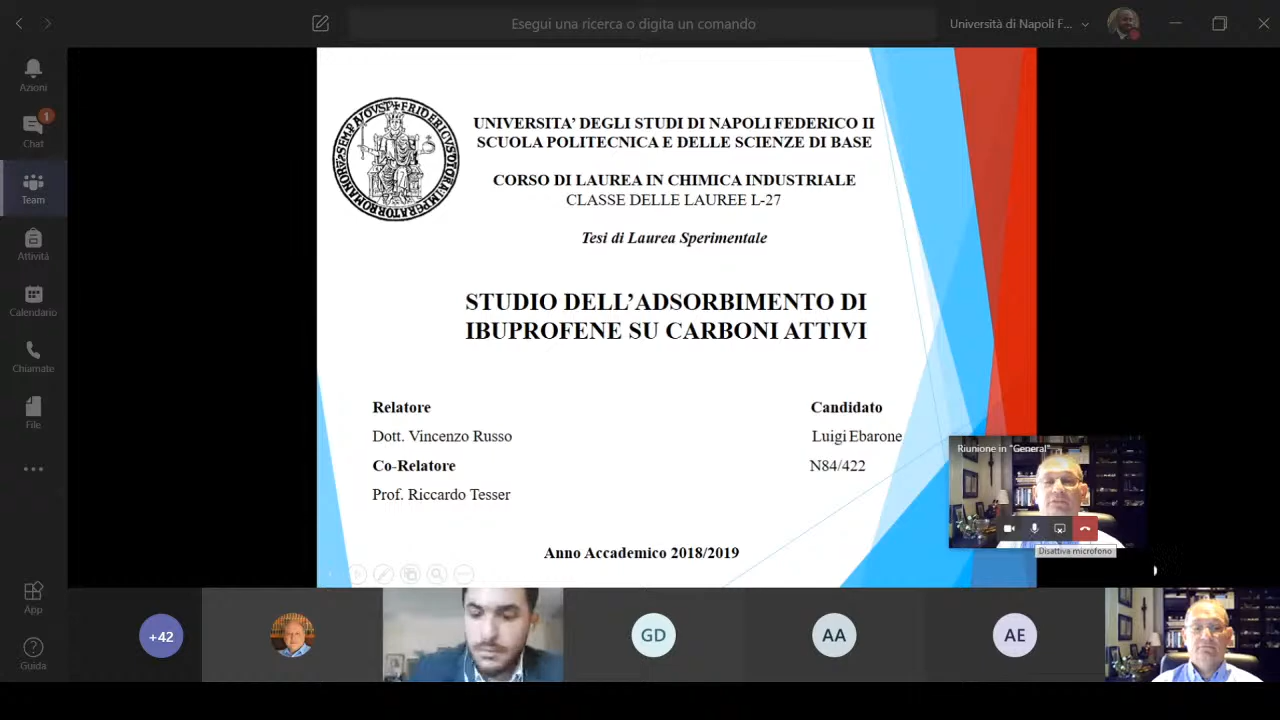 Esegui una ricerca o digita un comando
Università di Napoli F...
Azioni
1
Chat
Team
Attività
Calendario
Chiamate
File
App
Guida
UNIVERSITA’ DEGLI STUDI DI NAPOLI FEDERICO II
SCUOLA POLITECNICA E DELLE SCIENZE DI BASE
CORSO DI LAUREA IN CHIMICA INDUSTRIALE
CLASSE DELLE LAUREE L-27
Tesi di Laurea Sperimentale
STUDIO DELL’ADSORBIMENTO DI
IBUPROFENE SU CARBONI ATTIVI
Relatore
Dott. Vincenzo Russo
Co-Relatore
Prof. Riccardo Tesser
Candidato
Luigi Ebarone
N84/422
Anno Accademico 2018/2019
Riunione in "General"
Disattiva microfono
+42
GD
AA
AE